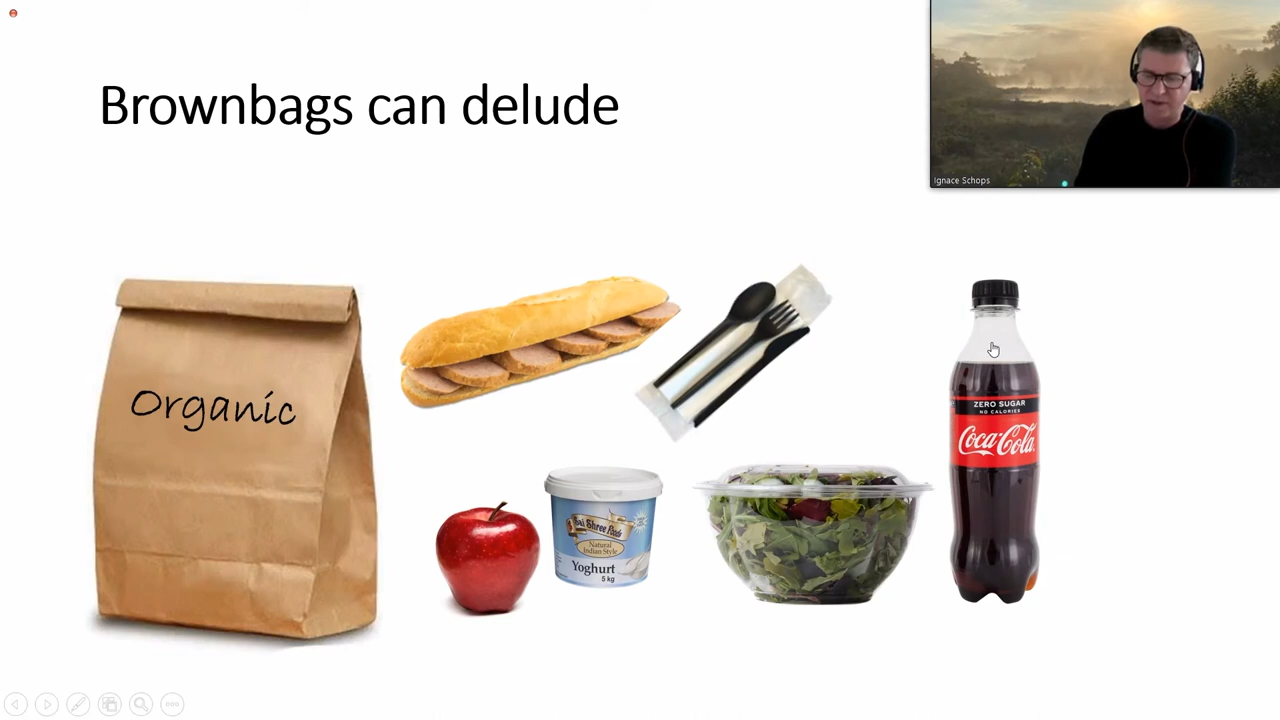 Brownbags can delude
Ignace Schops
Organic
Shree Foods
Natural
Indian Style
Yoghurt
5 kg
ZERO SUGAR
NO CALORIES
Coca-Cola